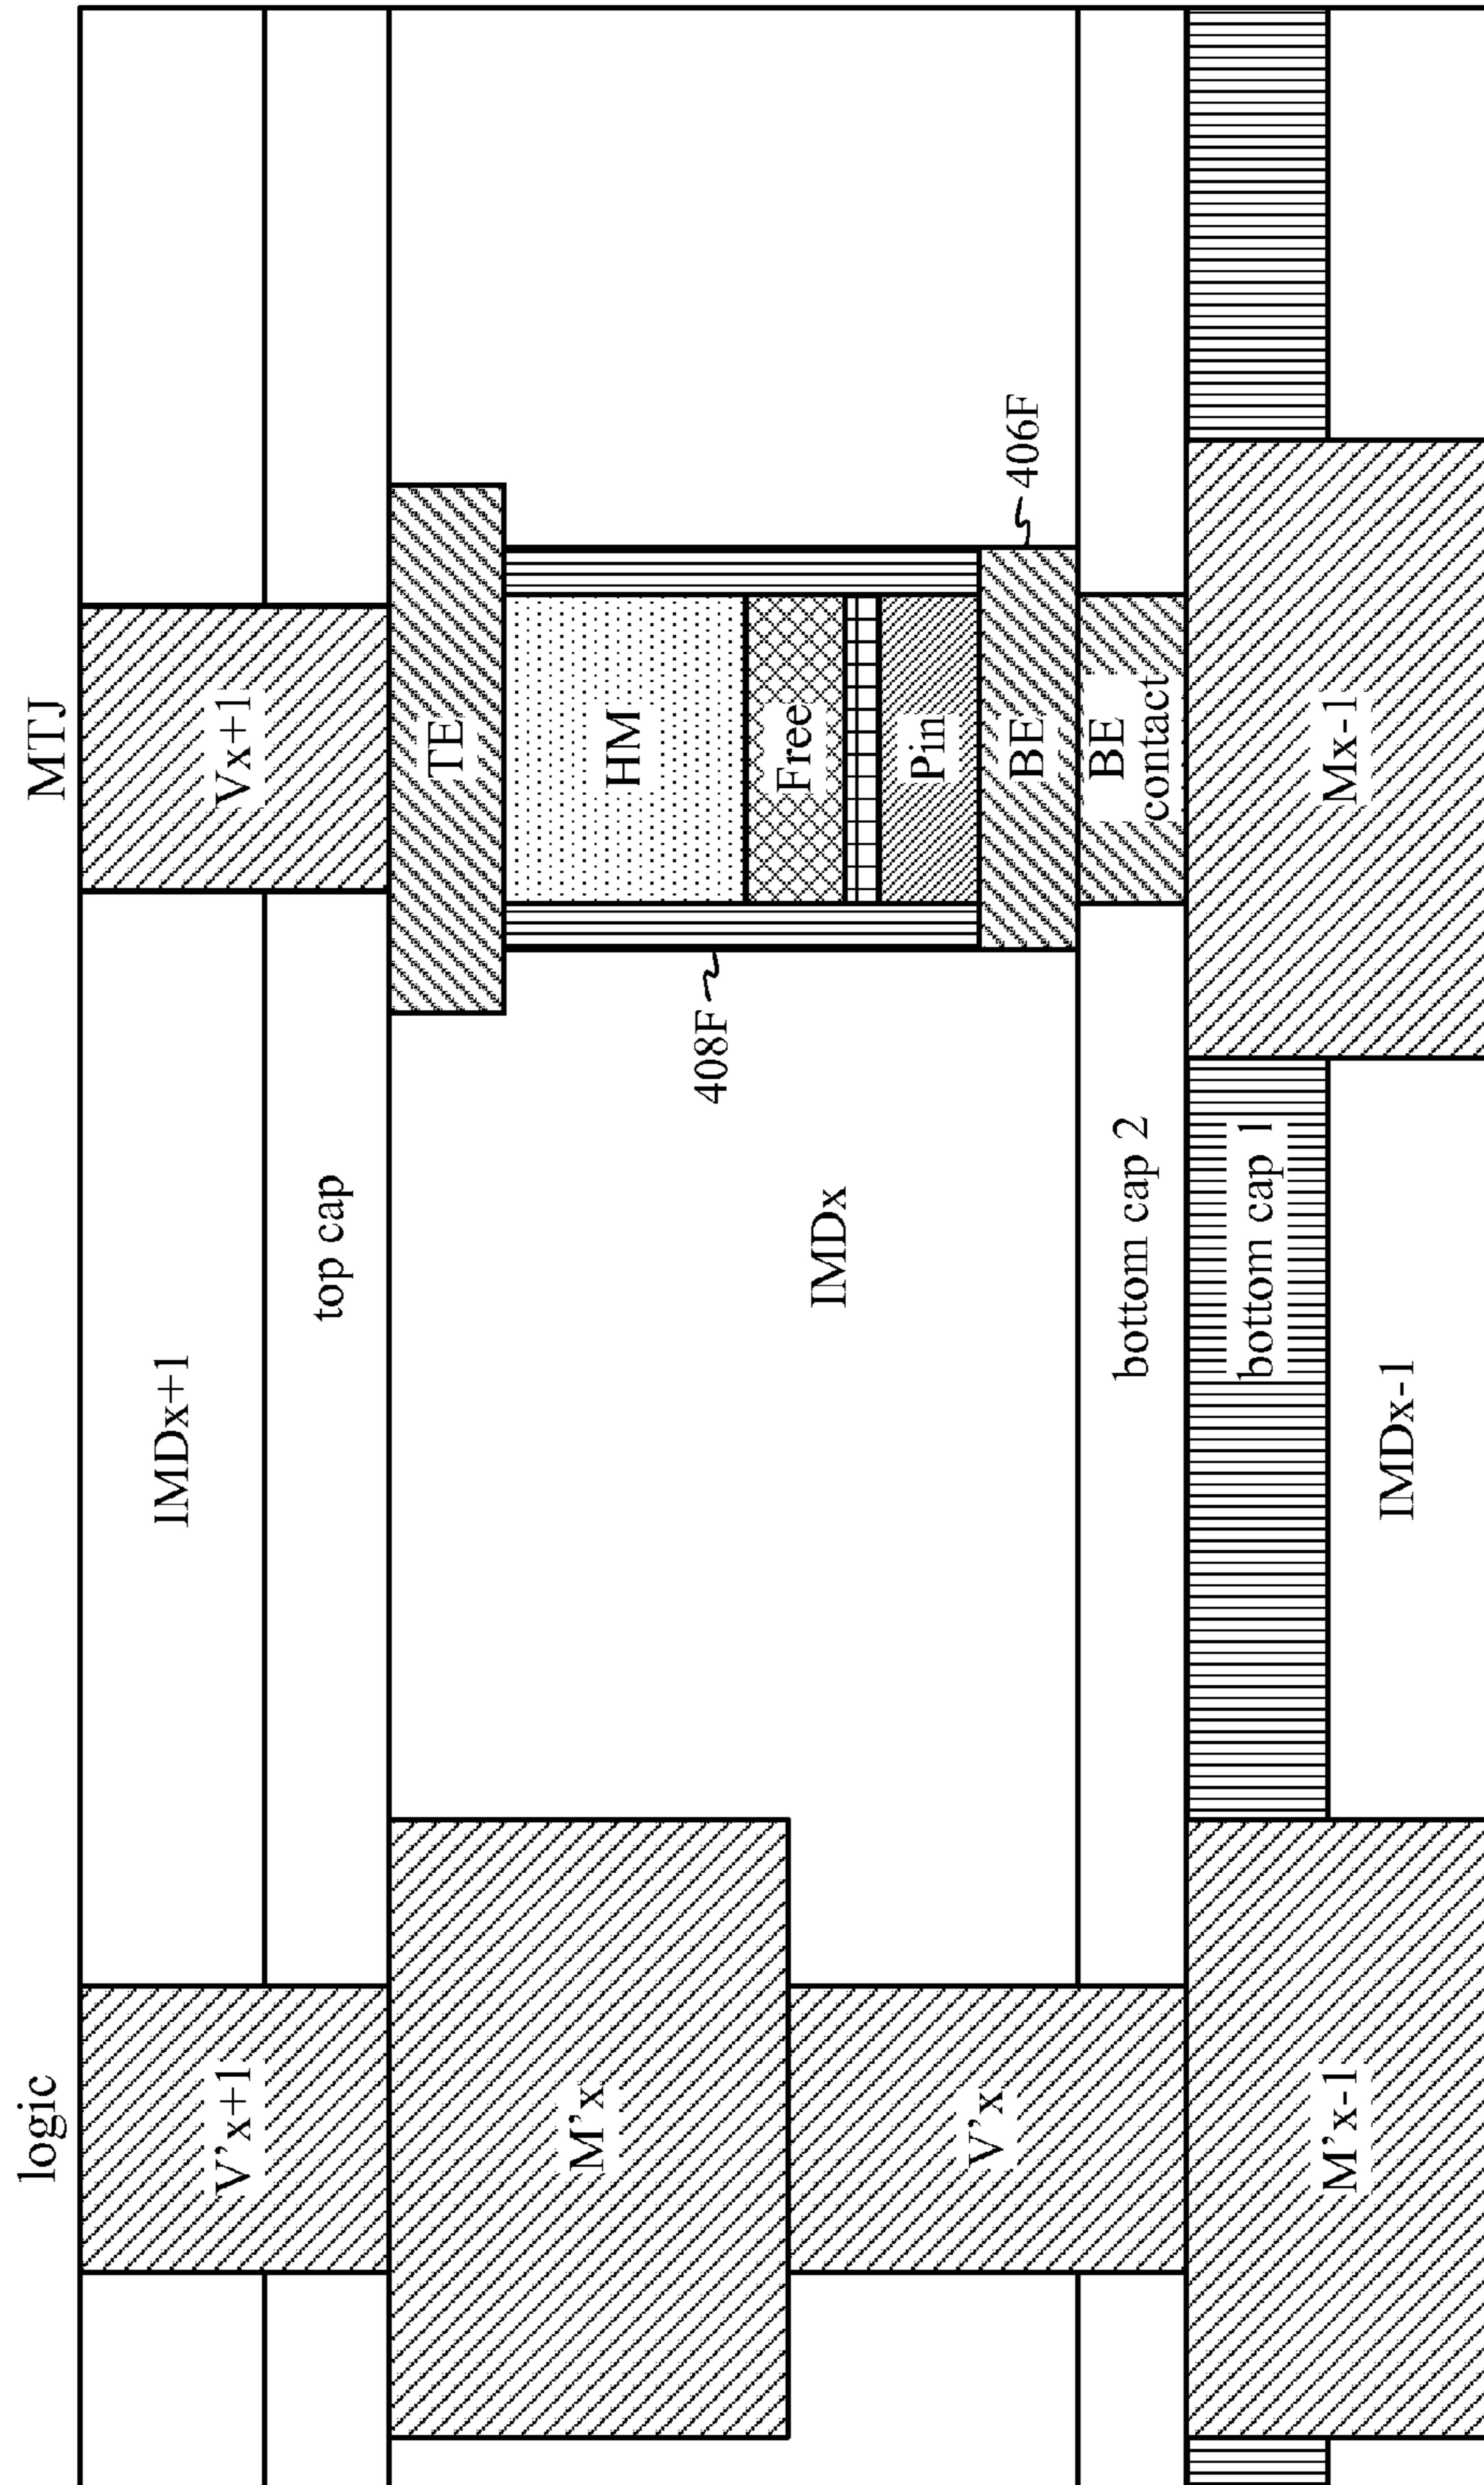 logic
MTJ
V’x+1
IMDx+1
Vx+1
top cap
TE
M’x
HM
408F
Free
IMDx
Pin
V’x
BE
406F
bottom cap 2
BE
contact
bottom cap 1
M’x-1
IMDx-1
Mx-1